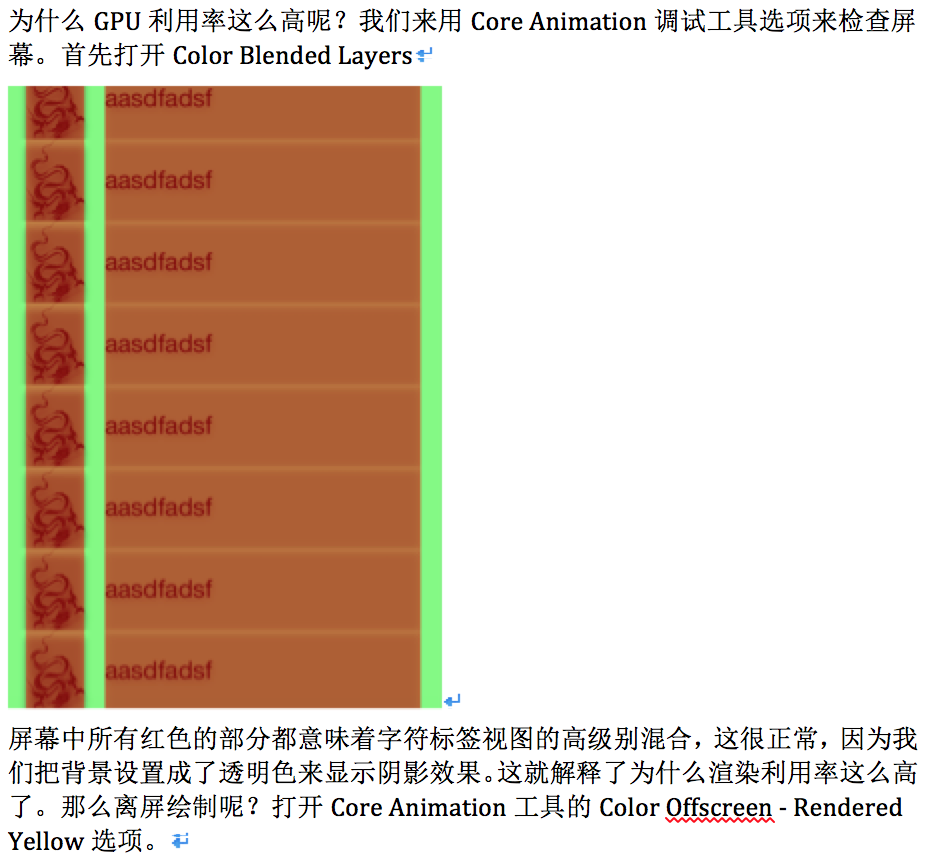 为什么 GPU 利用率这么高呢？我们来用 Core Animation 调试工具选项来检查屏
幕。首先打开 Color Blended Layers
aasdfadsf
aasdfadsf
aasdfadsf
aasdfadsf
aasdfadsf
aasdfadsf
aasdfadsf
aasdfadsf
屏幕中所有红色的部分都意味着字符标签视图的高级别混合，这很正常，因为我
们把背景设置成了透明色来显示阴影效果。这就解释了为什么渲染利用率这么高
了。那么离屏绘制呢？打开 Core Animation 工具的 Color Offscreen - Rendered
Yellow 选项。